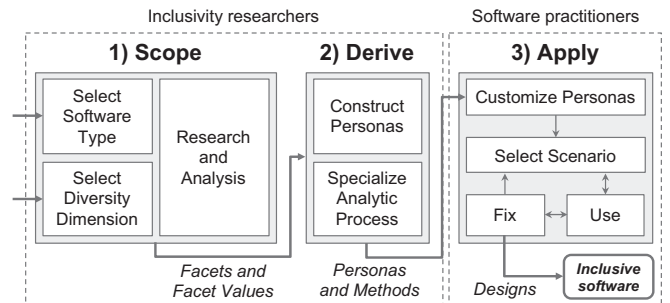 Inclusivity researchers
Software practitioners
1) Scope
2) Derive
3) Apply
Select
Software
Type
Select
Diversity
Dimension
Research
and
Analysis
Construct
Personas
Specialize
Analytic
Process
Customize Personas
Select Scenario
Fix
Use
Facets and
Facet Values
Personas
and Methods
Designs
Inclusive
software